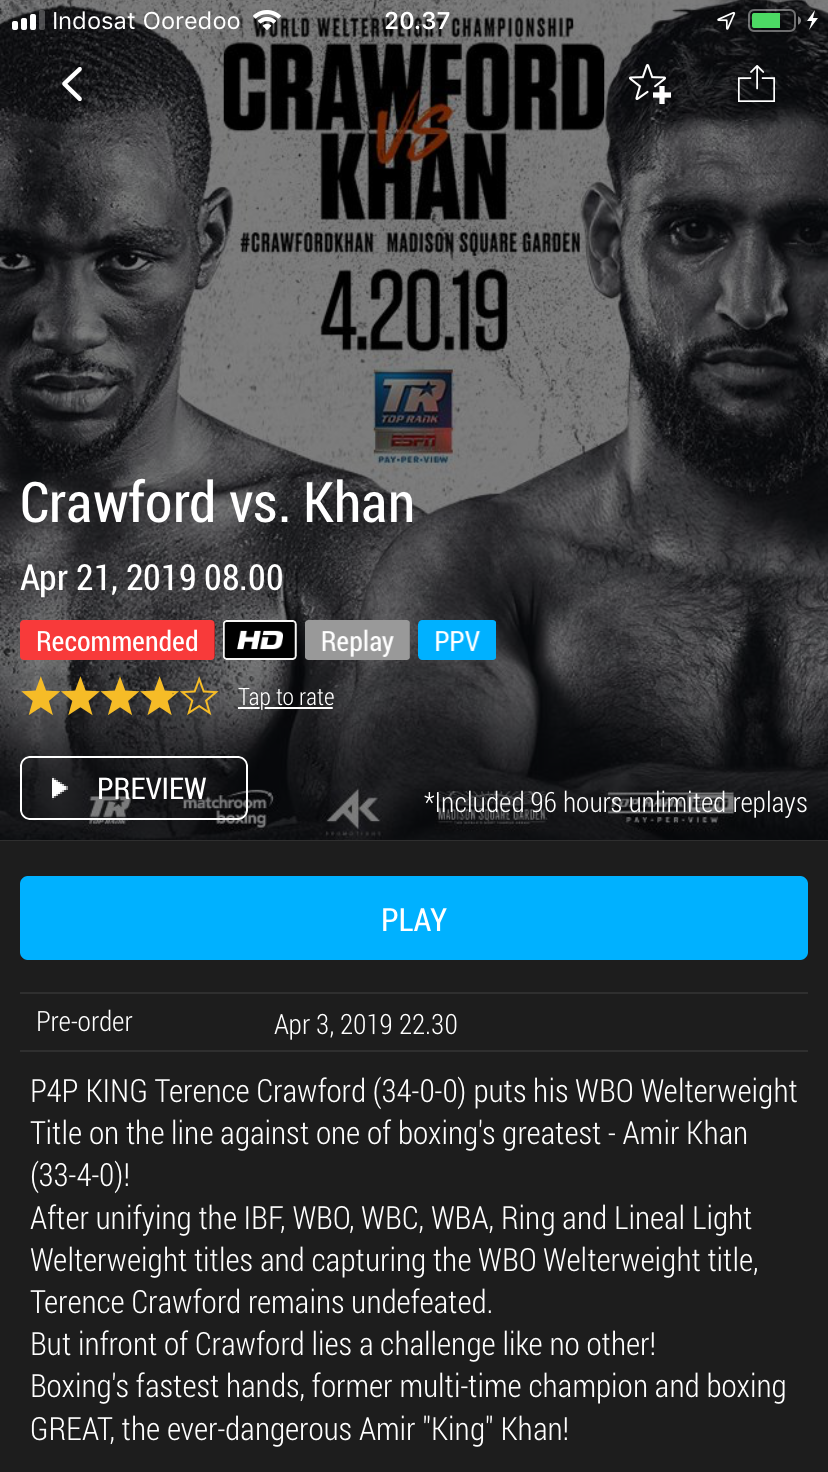 Indosat Ooredoo 20.37
WORLD WELTERWEIGHT CHAMPIONSHIP
CRAWFORD
VS
KHAN
#CRAWFORDKHAN MADISON SQUARE GARDEN
4.20.19
TR
TOP RANK
ESPN
PAY-PER-VIEW
Crawford vs. Khan
Apr 21, 2019 08.00
Recommended HD Replay PPV
Tap to rate
PREVIEW
TR matchroom boxing AK PROMOTIONS MADISON SQUARE GARDEN PAY-PER-VIEW
*Included 96 hours unlimited replays
PLAY
Pre-order Apr 3, 2019 22.30
P4P KING Terence Crawford (34-0-0) puts his WBO Welterweight
Title on the line against one of boxing's greatest - Amir Khan
(33-4-0)!
After unifying the IBF, WBO, WBC, WBA, Ring and Lineal Light
Welterweight titles and capturing the WBO Welterweight title,
Terence Crawford remains undefeated.
But infront of Crawford lies a challenge like no other!
Boxing's fastest hands, former multi-time champion and boxing
GREAT, the ever-dangerous Amir "King" Khan!